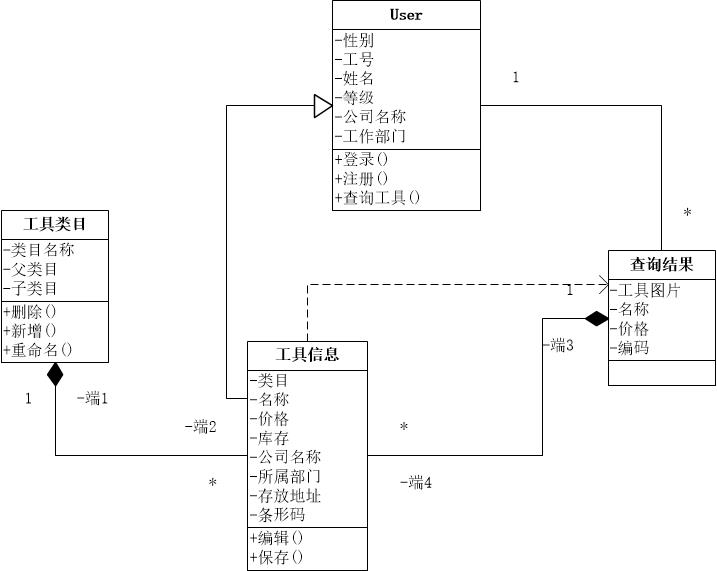 User
-性别
-工号
-姓名
-等级
-公司名称
-工作部门
+登录()
+注册()
+查询工具()
1
*
工具类目
-类目名称
-父类目
-子类目
+删除()
+新增()
+重命名()
查询结果
-工具图片
-名称
-价格
-编码
1
-端3
工具信息
-类目
-名称
-价格
-库存
-公司名称
-所属部门
-存放地址
-条形码
+编辑()
+保存()
1
-端1
-端2
*
*
-端4